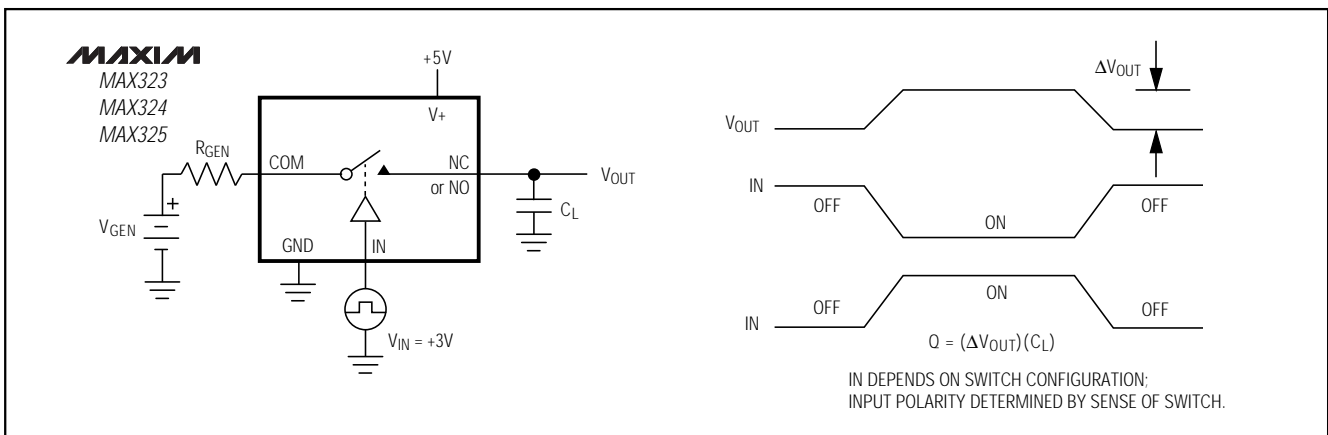 MAXIM
MAX323
MAX324
MAX325
+5V
V+
RGEN
COM
NC
or NO
VOUT
CL
VGEN
+
GND
IN
VIN = +3V
ΔVOUT
VOUT
IN
OFF
ON
OFF
IN
OFF
ON
OFF
Q = (ΔVOUT)(CL)
IN DEPENDS ON SWITCH CONFIGURATION;
INPUT POLARITY DETERMINED BY SENSE OF SWITCH.